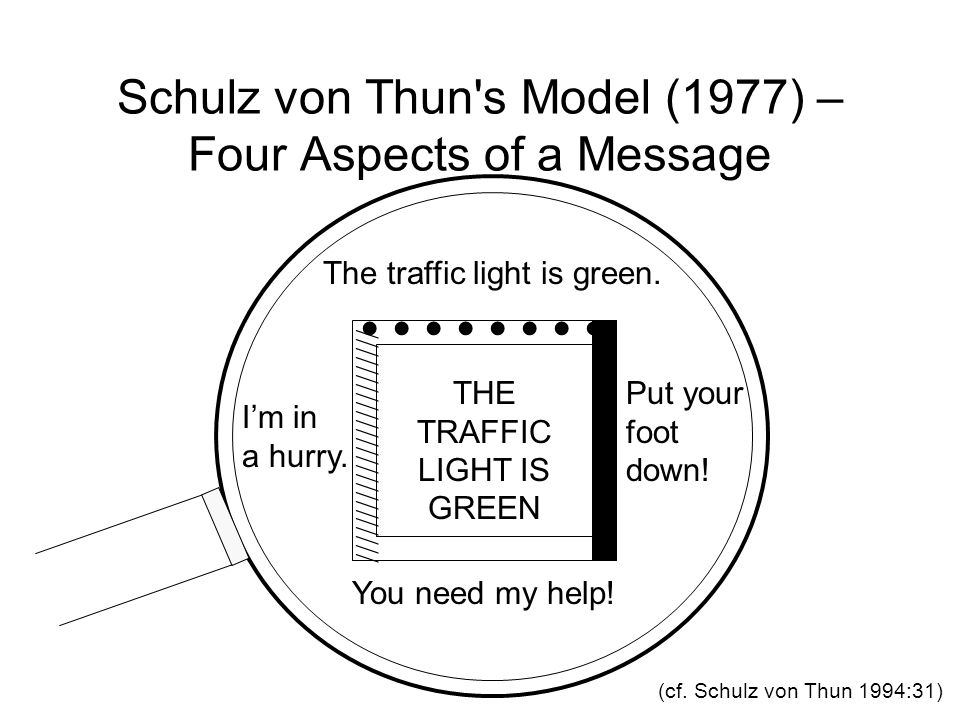 Schulz von Thun's Model (1977) –
Four Aspects of a Message
The traffic light is green.
I’m in
a hurry.
THE
TRAFFIC
LIGHT IS
GREEN
Put your
foot
down!
You need my help!
(cf. Schulz von Thun 1994:31)